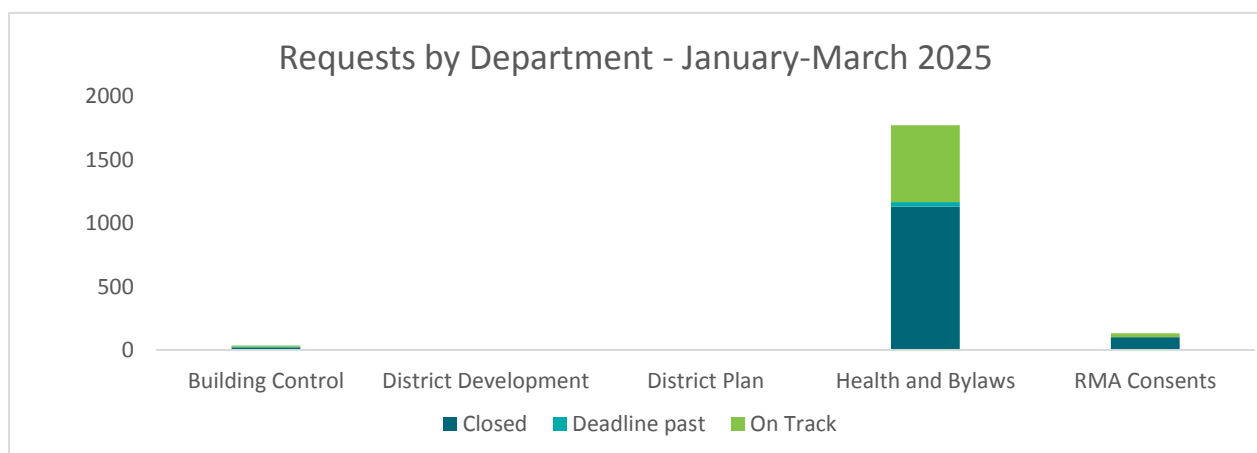 Requests by Department - January-March 2025
2000
1500
1000
500
0
Building Control District Development District Plan Health and Bylaws RMA Consents
Closed Deadline past On Track